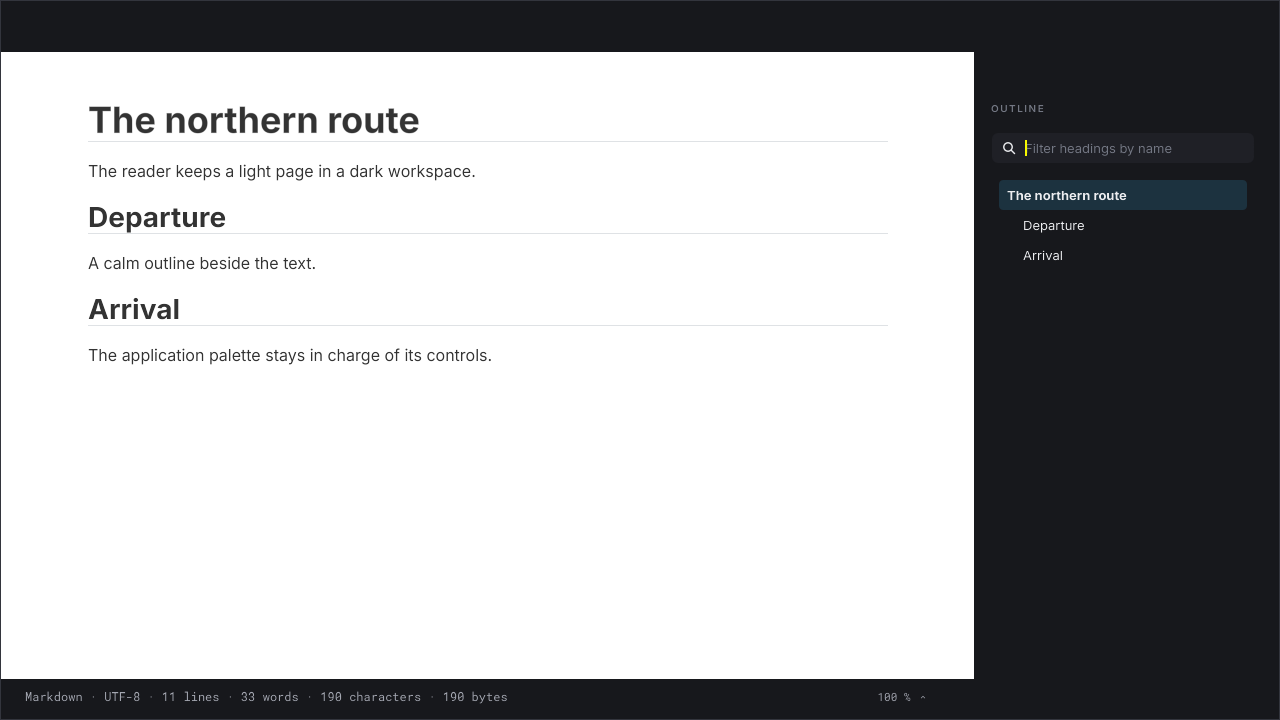 The northern route
The reader keeps a light page in a dark workspace.
Departure
A calm outline beside the text.
Arrival
The application palette stays in charge of its controls.
OUTLINE
Filter headings by name
The northern route
Departure
Arrival
Markdown · UTF-8 · 11 lines · 33 words · 190 characters · 190 bytes
100 %